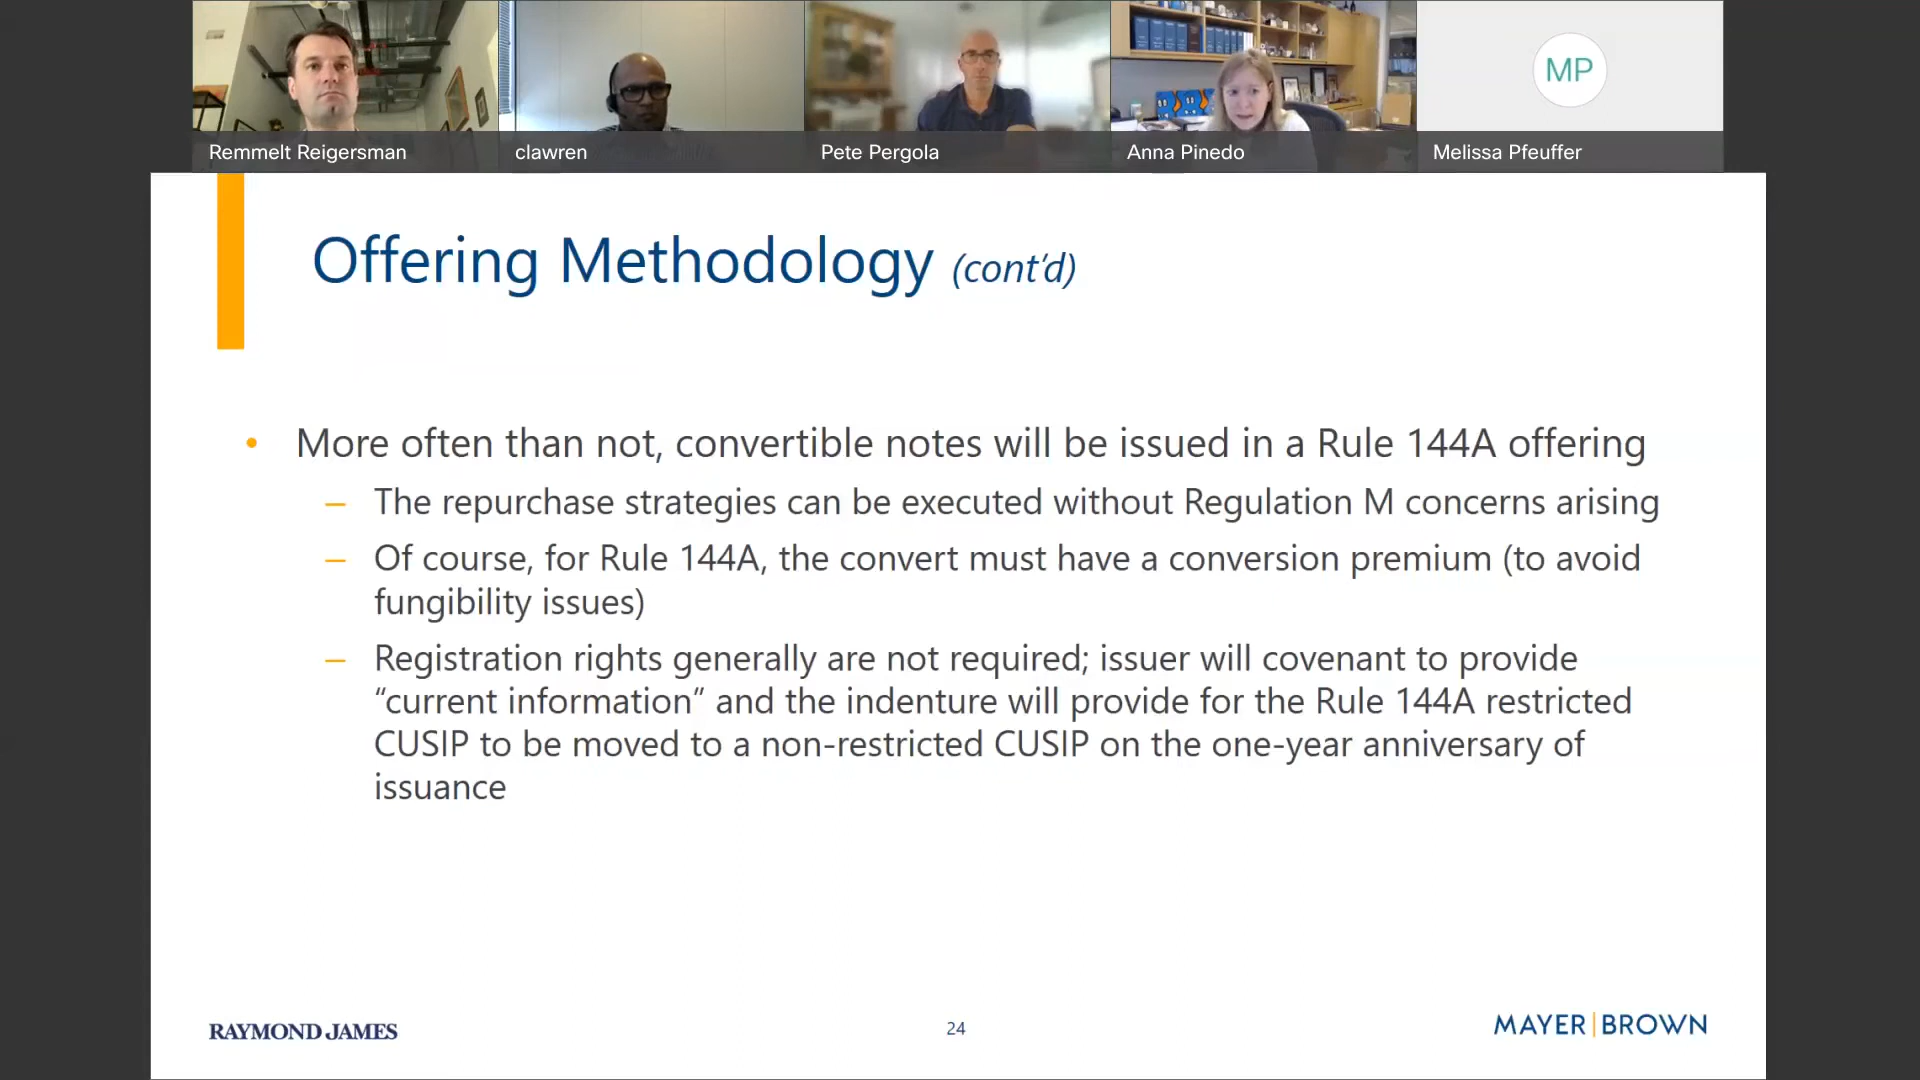 Remmelt Reigersman
clawren
Pete Pergola
Anna Pinedo
MP
Melissa Pfeuffer
Offering Methodology (cont'd)
• More often than not, convertible notes will be issued in a Rule 144A offering
– The repurchase strategies can be executed without Regulation M concerns arising
– Of course, for Rule 144A, the convert must have a conversion premium (to avoid
fungibility issues)
– Registration rights generally are not required; issuer will covenant to provide
“current information” and the indenture will provide for the Rule 144A restricted
CUSIP to be moved to a non-restricted CUSIP on the one-year anniversary of
issuance
RAYMOND JAMES
24
MAYER|BROWN